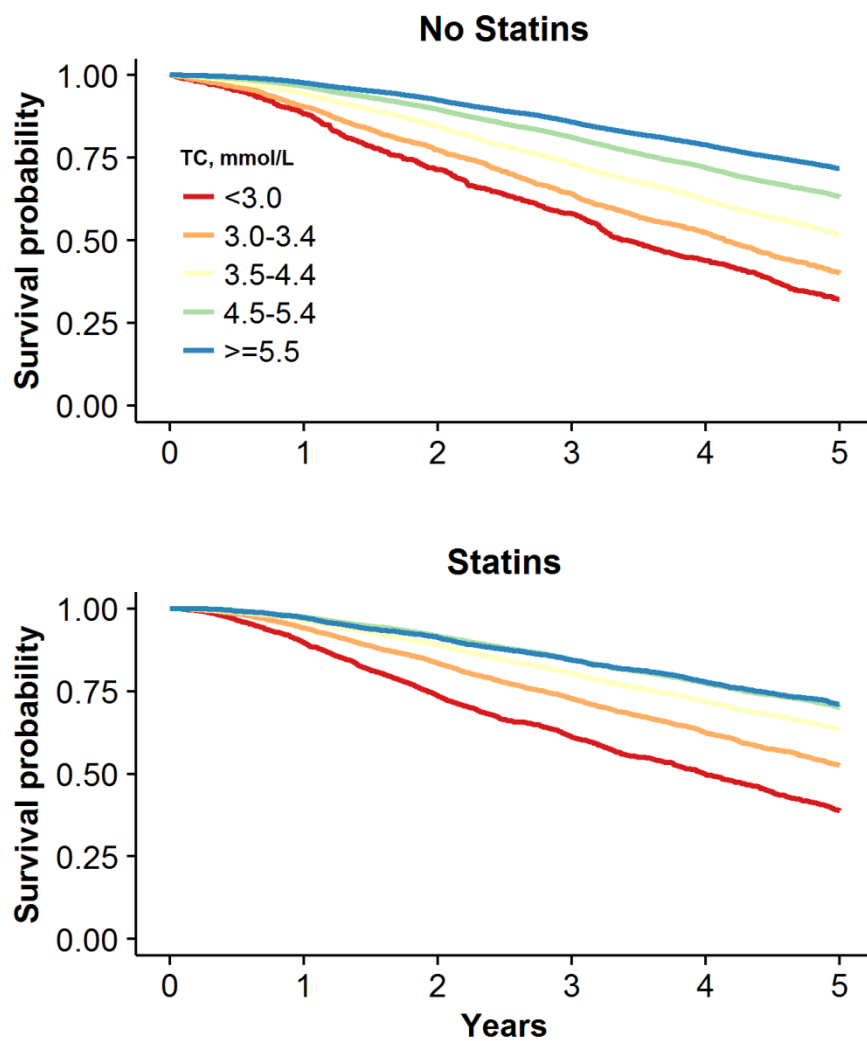 No Statins
Survival probability
1.00
0.75
0.50
0.25
0.00
TC, mmol/L
<3.0
3.0-3.4
3.5-4.4
4.5-5.4
>=5.5
0 1 2 3 4 5
Statins
Survival probability
1.00
0.75
0.50
0.25
0.00
0 1 2 3 4 5
Years